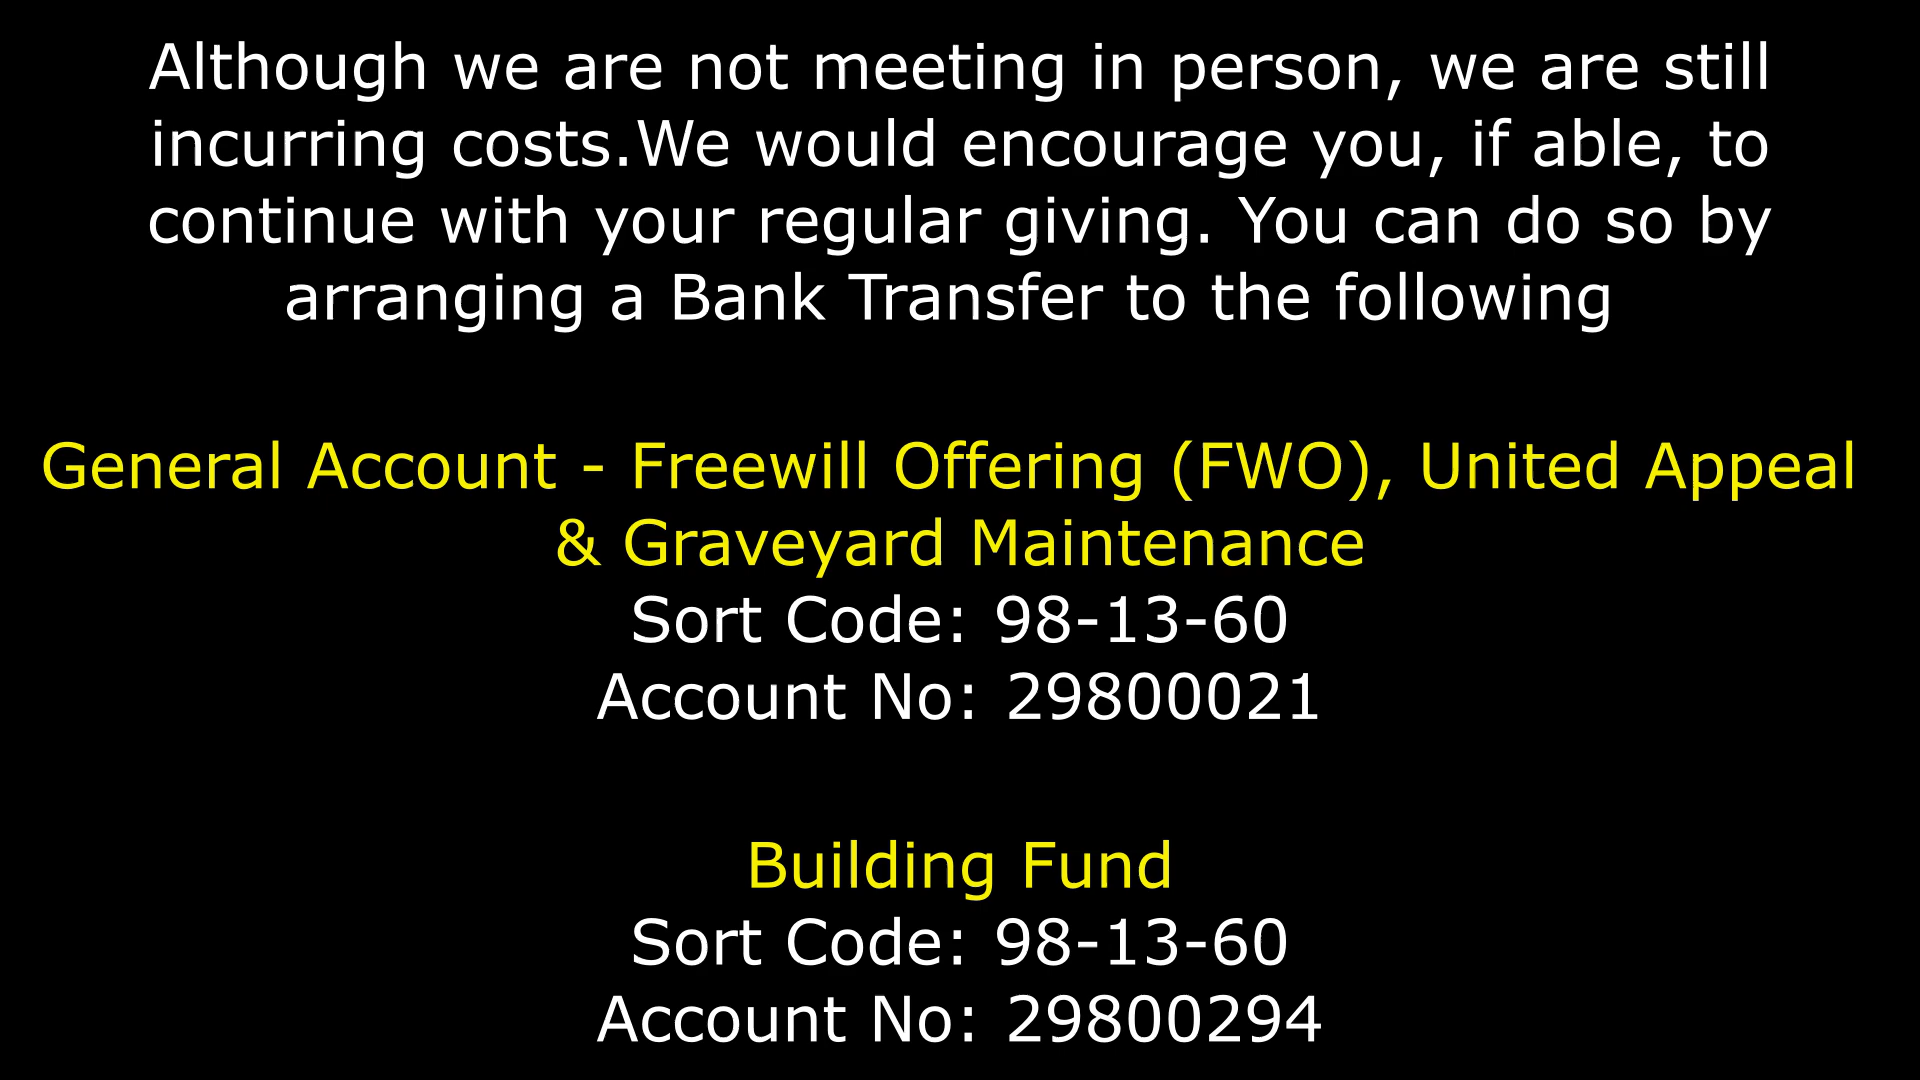 Although we are not meeting in person, we are still
incurring costs.We would encourage you, if able, to
continue with your regular giving. You can do so by
arranging a Bank Transfer to the following
General Account - Freewill Offering (FWO), United Appeal
& Graveyard Maintenance
Sort Code: 98-13-60
Account No: 29800021
Building Fund
Sort Code: 98-13-60
Account No: 29800294